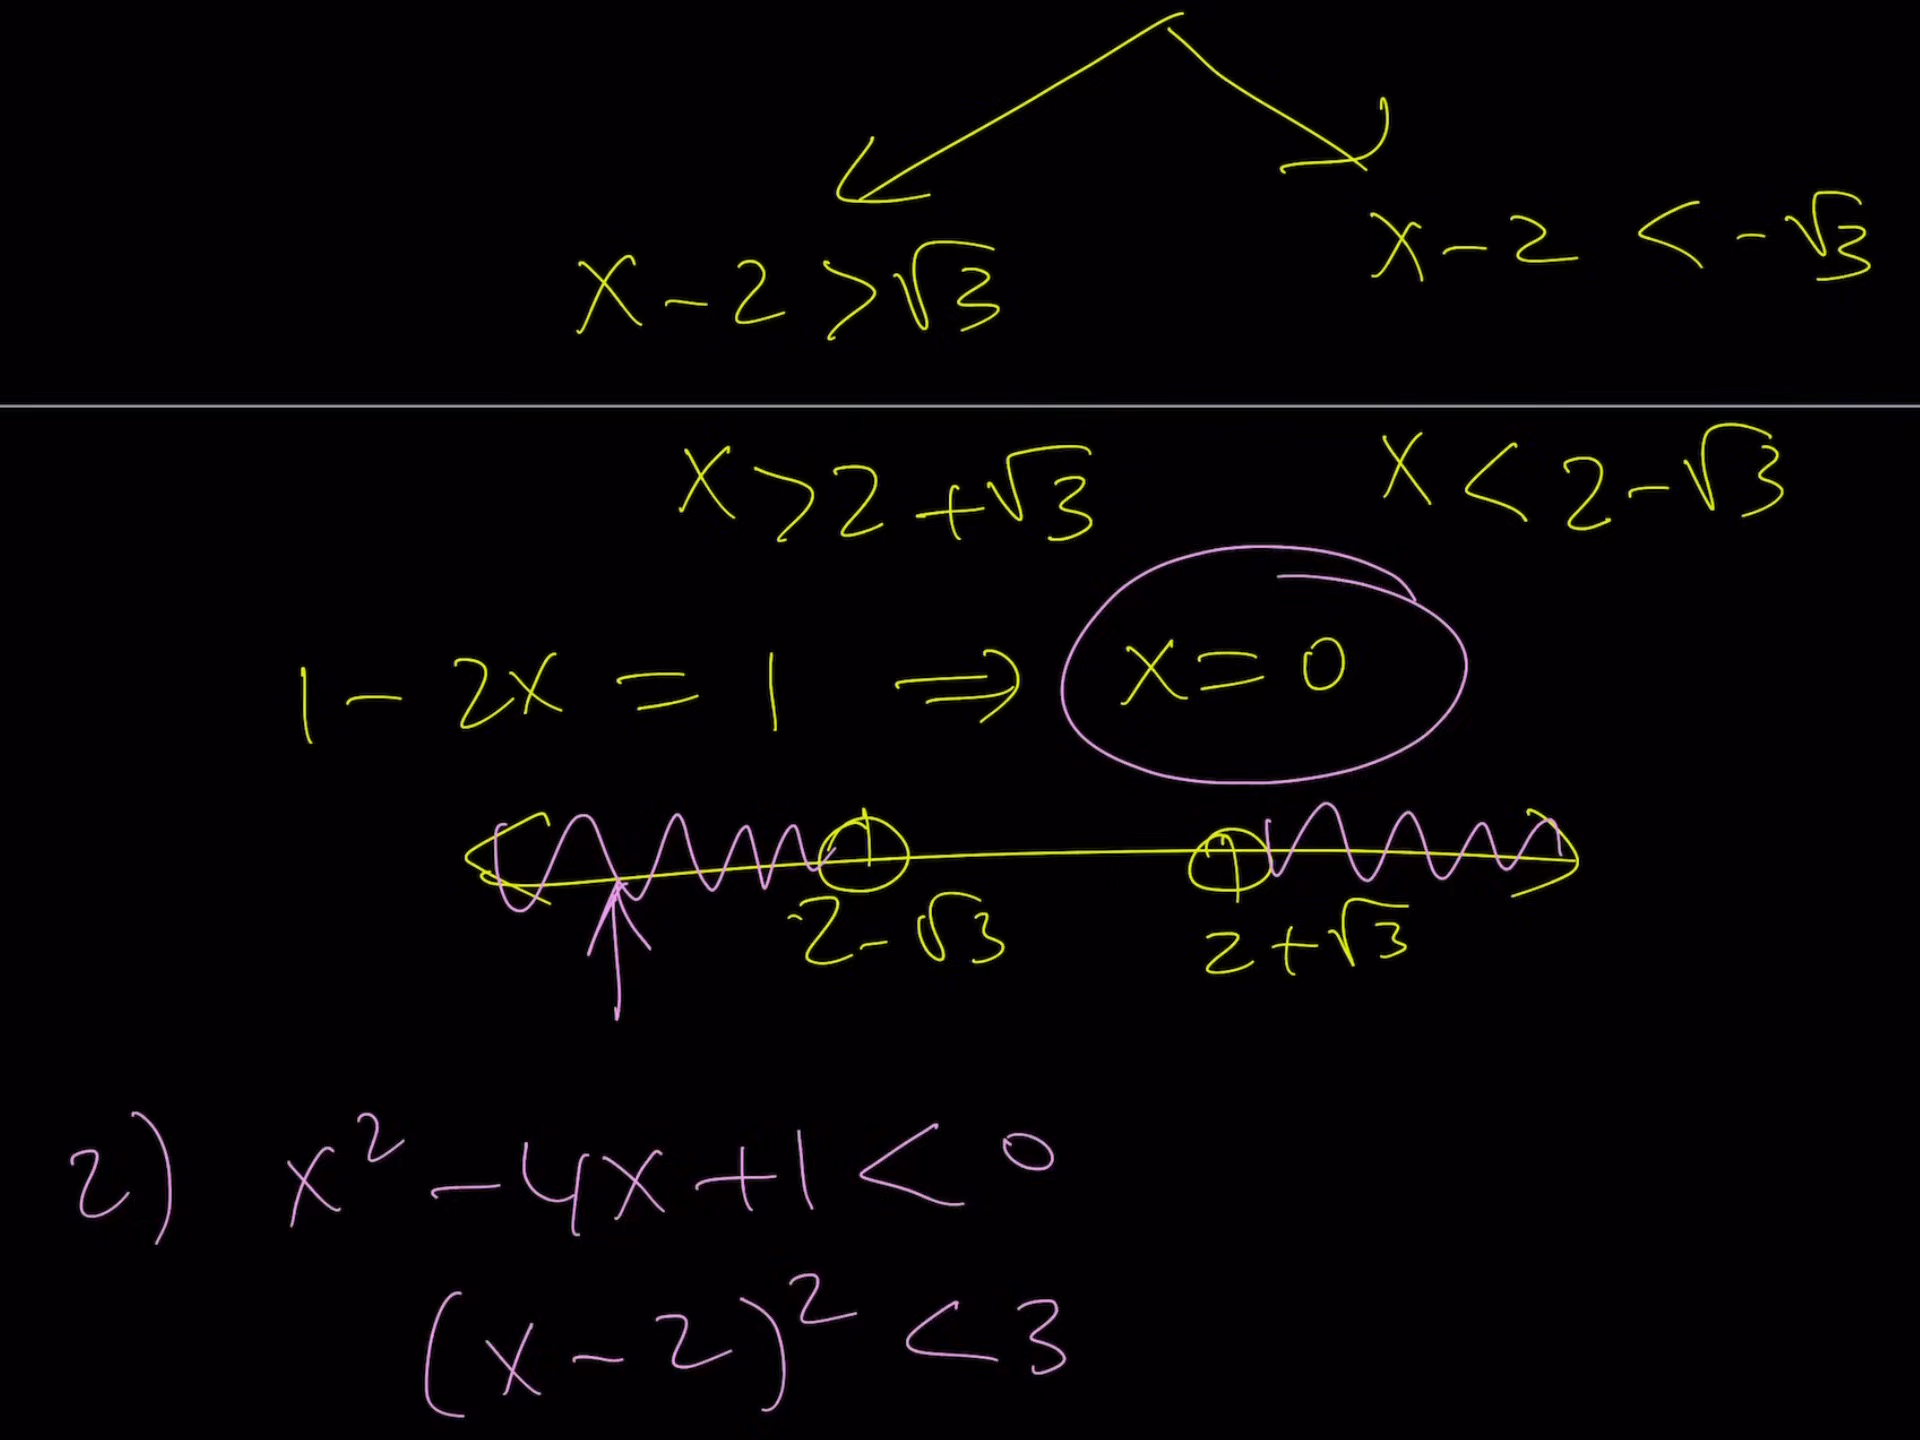 x - 2 > √3    x - 2 < - √3
x > 2 + √3    x < 2 - √3
1 - 2x = 1 ⇒ x = 0
2 - √3    2 + √3
2) x² - 4x + 1 < 0
(x - 2)² < 3